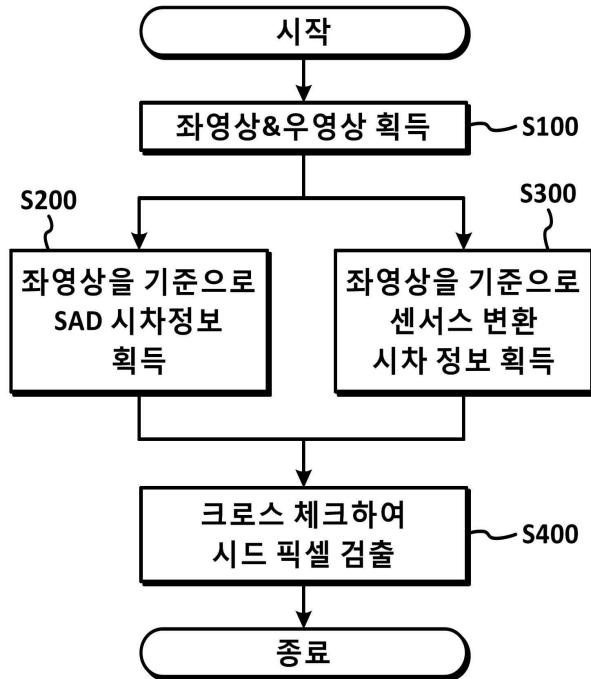 시작
좌영상&우영상 획득
S100
S200
S300
좌영상을 기준으로
SAD 시차정보
획득
좌영상을 기준으로
센서스 변환
시차 정보 획득
크로스 체크하여
시드 픽셀 검출
S400
종료